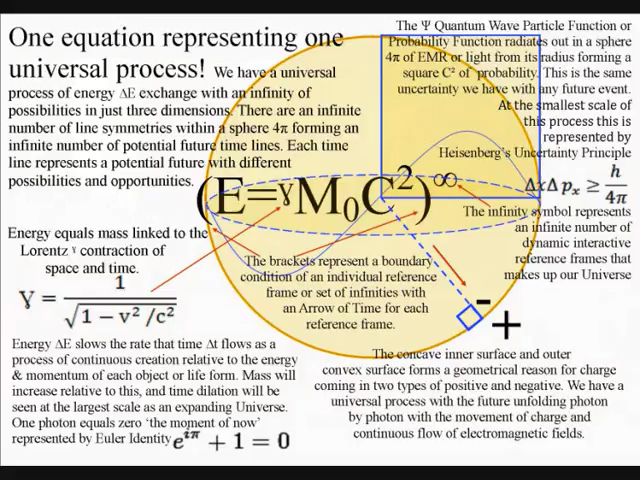 One equation representing one
universal process! We have a universal
process of energy ΔE exchange with an infinity of
possibilities in just three dimensions. There are an infinite
number of line symmetries within a sphere 4π forming an
infinite number of potential future time lines. Each time
line represents a potential future with different
possibilities and opportunities.
The Ψ Quantum Wave Particle Function or
Probability Function radiates out in a sphere
4π of EMR or light from its radius forming a
square C² of probability. This is the same
uncertainty we have with any future event.
At the smallest scale of
this process this is
represented by
Heisenberg's Uncertainty Principle
Δx Δ pₓ ≥ h/4π
(E=ɣM₀C²)∞
The infinity symbol represents
an infinite number of
dynamic interactive
reference frames that
makes up our Universe
Energy equals mass linked to the
Lorentz ɣ contraction of
space and time.
ɣ = 1/√(1 − v²/c²)
The brackets represent a boundary
condition of an individual reference
frame or set of infinities with
an Arrow of Time for each
reference frame.
-
+
Energy ΔE slows the rate that time Δt flows as a
process of continuous creation relative to the energy
& momentum of each object or life form. Mass will
increase relative to this, and time dilation will be
seen at the largest scale as an expanding Universe.
One photon equals zero 'the moment of now'
represented by Euler Identity e^iπ + 1 = 0
The concave inner surface and outer
convex surface forms a geometrical reason for charge
coming in two types of positive and negative. We have a
universal process with the future unfolding photon
by photon with the movement of charge and
continuous flow of electromagnetic fields.